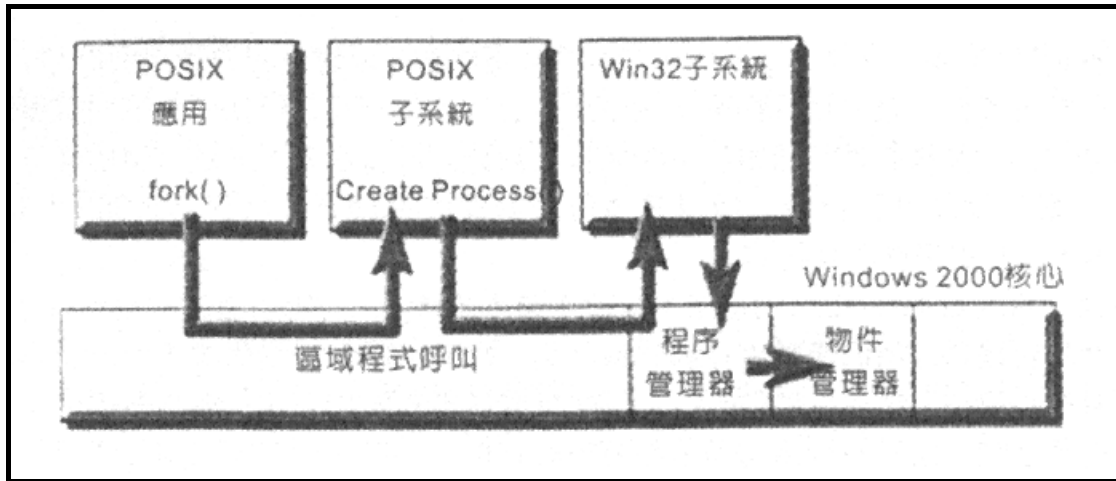 POSIX
應用
fork( )
POSIX
子系統
Create Process( )
Win32子系統
Windows 2000核心
區域程式呼叫
程序
管理器
物件
管理器